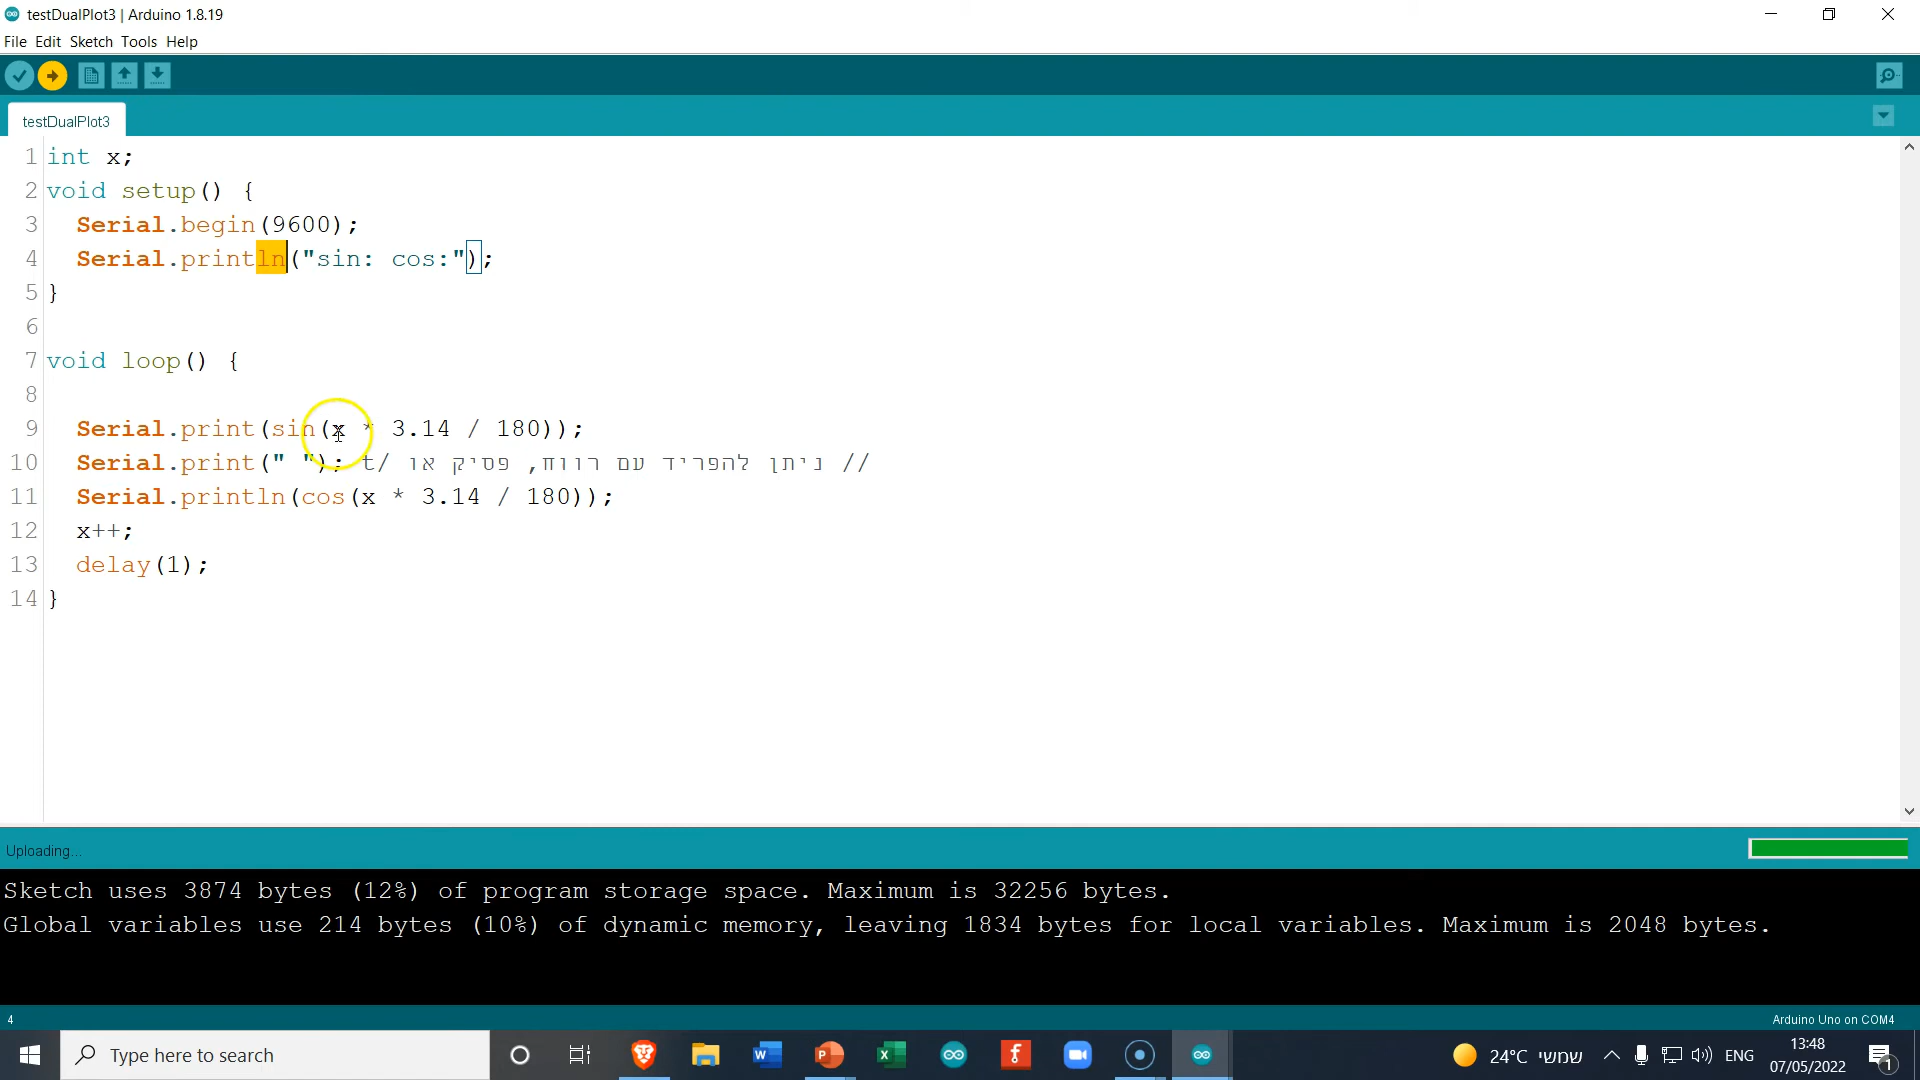 testDualPlot3 | Arduino 1.8.19
File Edit Sketch Tools Help
testDualPlot3
1 int x;
2 void setup() {
3 Serial.begin(9600);
4 Serial.println("sin: cos:");
5 }
6
7 void loop() {
8
9 Serial.print(sin(x * 3.14 / 180));
10 Serial.print(" "); // ניתן להפריד עם רווח, פסיק או /t
11 Serial.println(cos(x * 3.14 / 180));
12 x++;
13 delay(1);
14 }
Uploading...
Sketch uses 3874 bytes (12%) of program storage space. Maximum is 32256 bytes.
Global variables use 214 bytes (10%) of dynamic memory, leaving 1834 bytes for local variables. Maximum is 2048 bytes.
4
Arduino Uno on COM4
Type here to search
24°C שמשי
ENG
13:48
07/05/2022
1